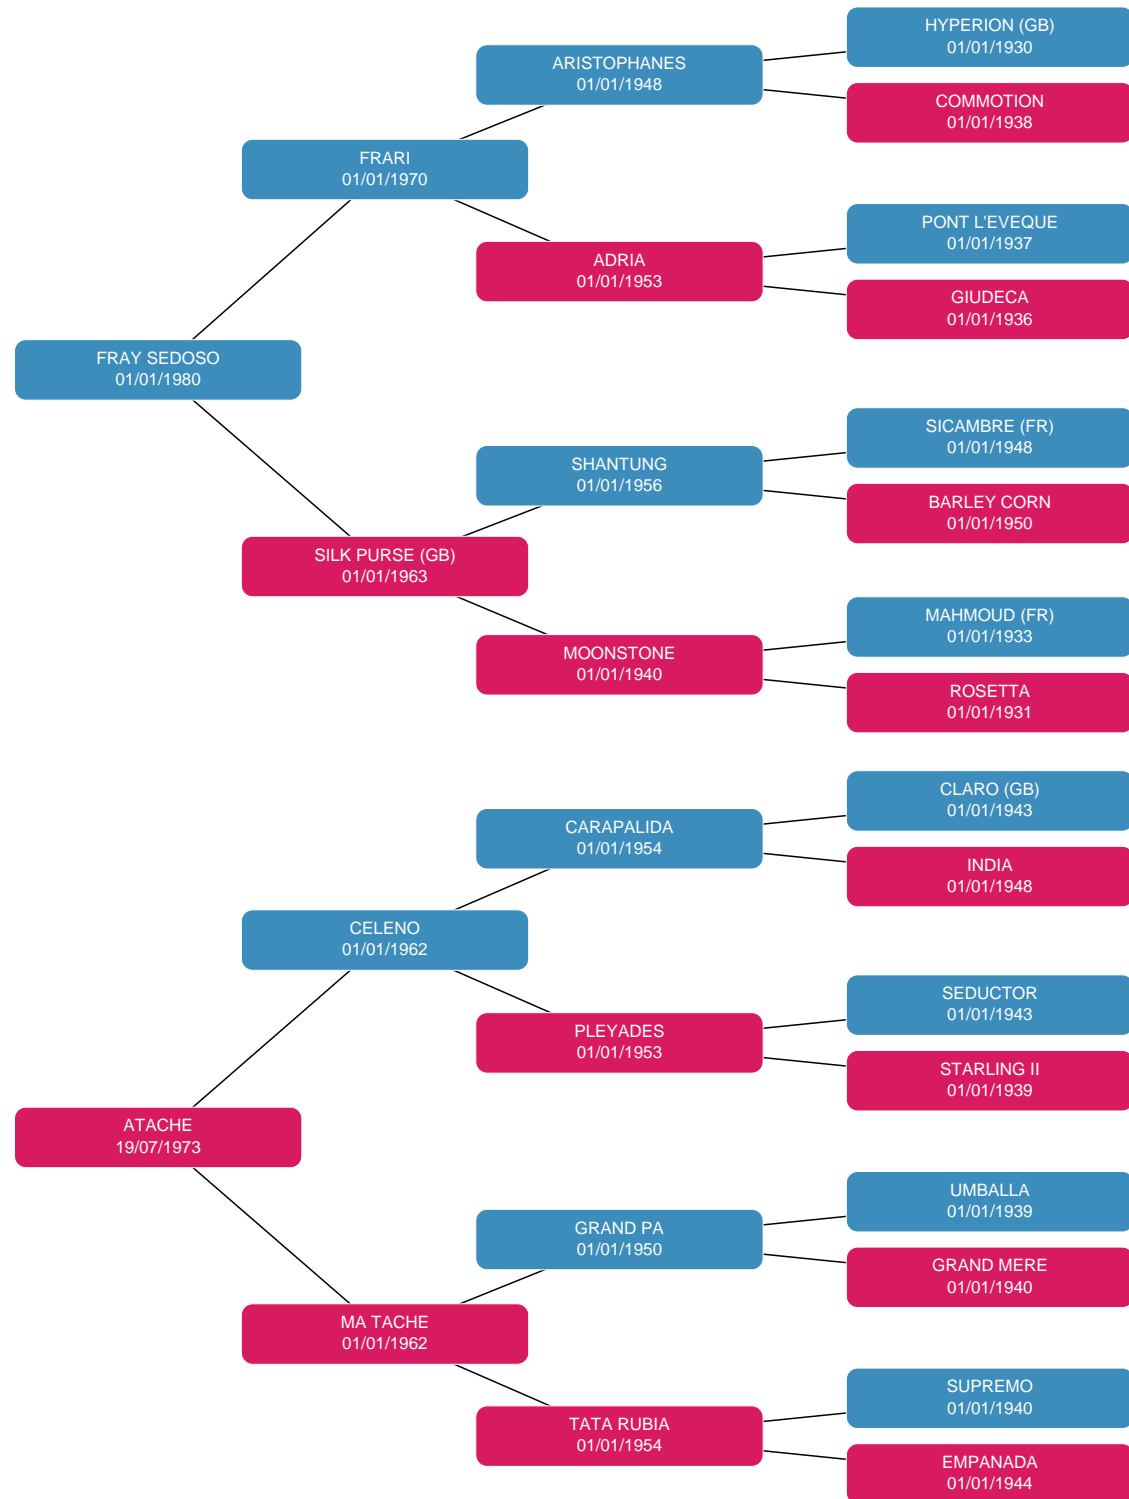 HYPERION (GB)
01/01/1930
ARISTOPHANES
01/01/1948
COMMOTION
01/01/1938
FRARI
01/01/1970
PONT L'EVEQUE
01/01/1937
ADRIA
01/01/1953
GIUDECA
01/01/1936
FRAY SEDOSO
01/01/1980
SICAMBRE (FR)
01/01/1948
SHANTUNG
01/01/1956
BARLEY CORN
01/01/1950
SILK PURSE (GB)
01/01/1963
MAHMOUD (FR)
01/01/1933
MOONSTONE
01/01/1940
ROSETTA
01/01/1931
CLARO (GB)
01/01/1943
CARAPALIDA
01/01/1954
INDIA
01/01/1948
CELENO
01/01/1962
SEDUCTOR
01/01/1943
PLEYADES
01/01/1953
STARLING II
01/01/1939
ATACHE
19/07/1973
UMBALLA
01/01/1939
GRAND PA
01/01/1950
GRAND MERE
01/01/1940
MA TACHE
01/01/1962
SUPREMO
01/01/1940
TATA RUBIA
01/01/1954
EMPANADA
01/01/1944